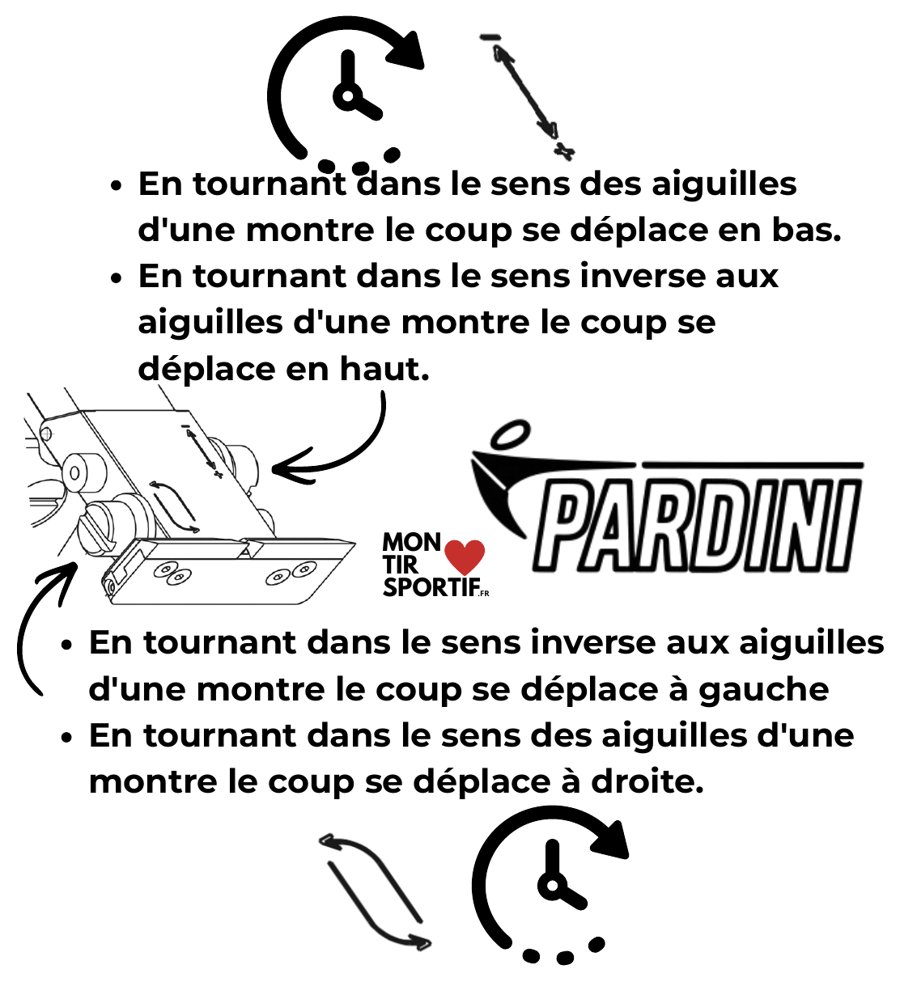 • En tournant dans le sens des aiguilles
d'une montre le coup se déplace en bas.
• En tournant dans le sens inverse aux
aiguilles d'une montre le coup se
déplace en haut.
PARDINI
MON
TIR
SPORTIF.FR
• En tournant dans le sens inverse aux aiguilles
d'une montre le coup se déplace à gauche
• En tournant dans le sens des aiguilles d'une
montre le coup se déplace à droite.